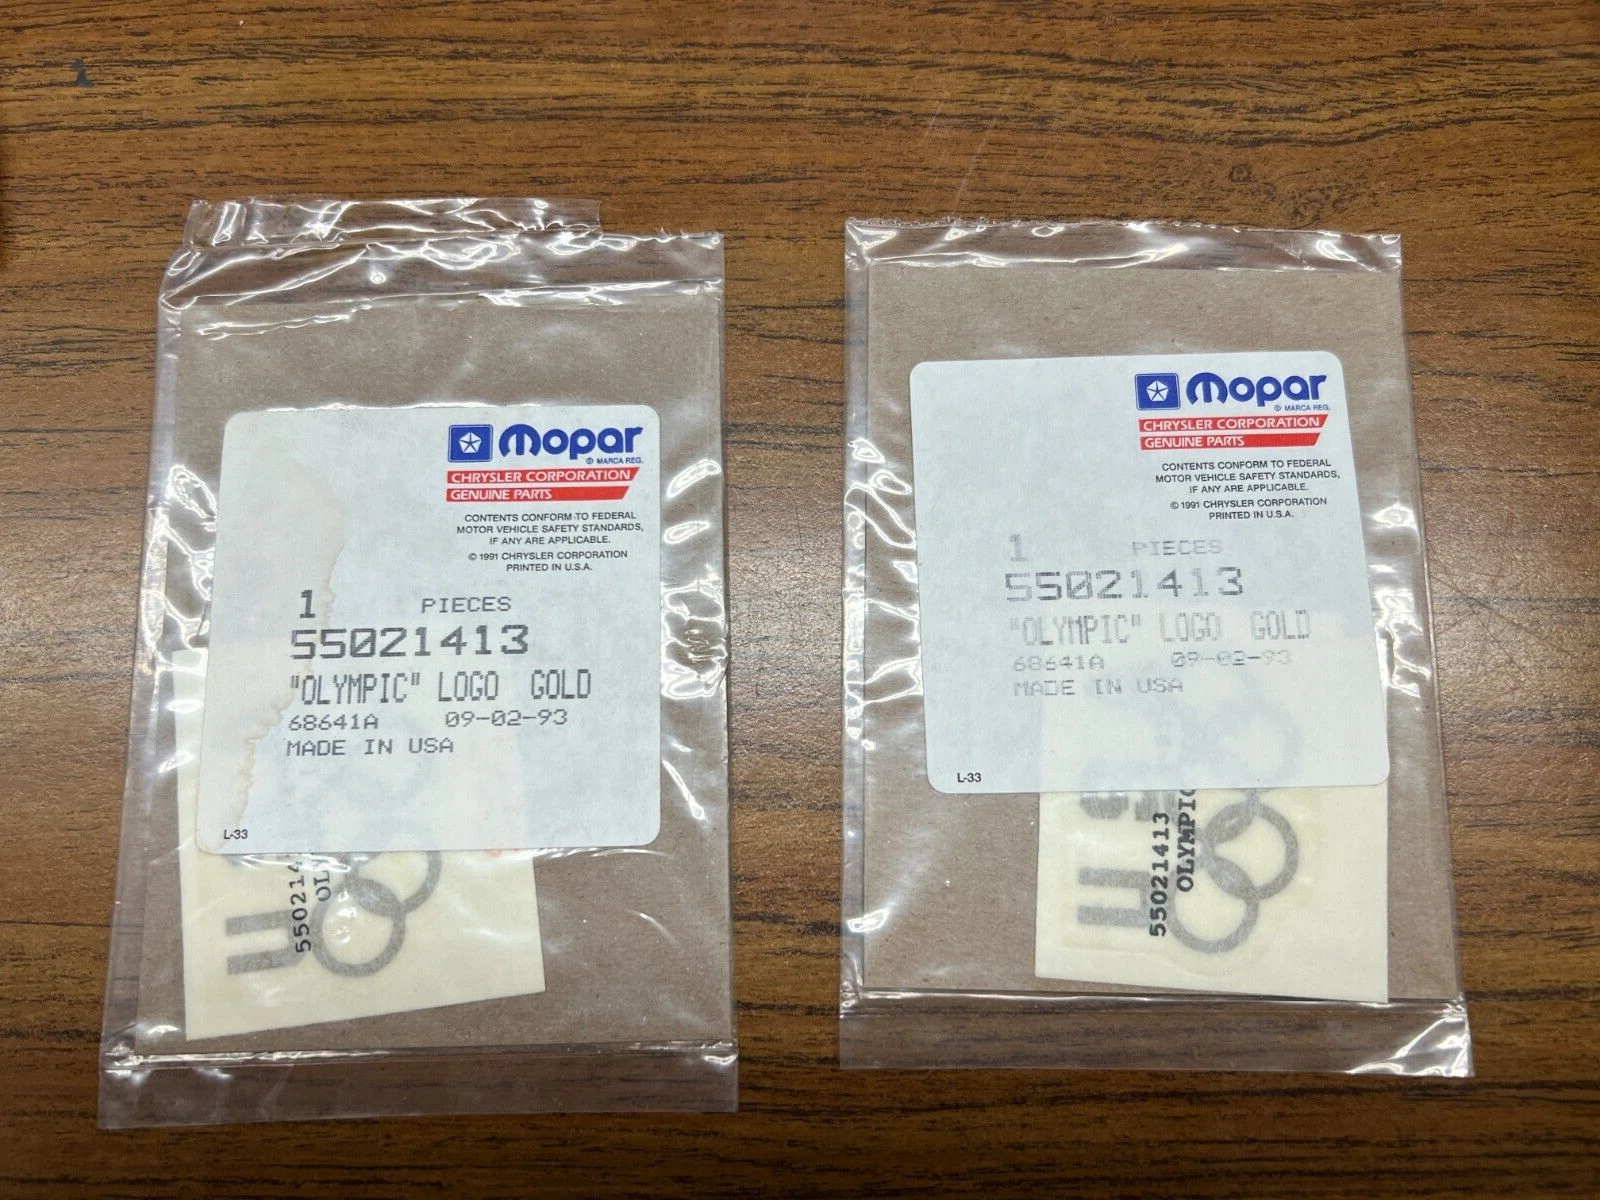 Mopar
® MARCA REG.
CHRYSLER CORPORATION
GENUINE PARTS
CONTENTS CONFORM TO FEDERAL
MOTOR VEHICLE SAFETY STANDARDS,
IF ANY ARE APPLICABLE.
© 1991 CHRYSLER CORPORATION
PRINTED IN U.S.A.
1 PIECES
55021413
"OLYMPIC" LOGO GOLD
68641A 09-02-93
MADE IN USA
L-33
5502141
OL
Mopar
® MARCA REG.
CHRYSLER CORPORATION
GENUINE PARTS
CONTENTS CONFORM TO FEDERAL
MOTOR VEHICLE SAFETY STANDARDS,
IF ANY ARE APPLICABLE.
© 1991 CHRYSLER CORPORATION
PRINTED IN U.S.A.
1 PIECES
55021413
"OLYMPIC" LOGO GOLD
68641A 09-02-93
MADE IN USA
L-33
55021413
OLYMPIC